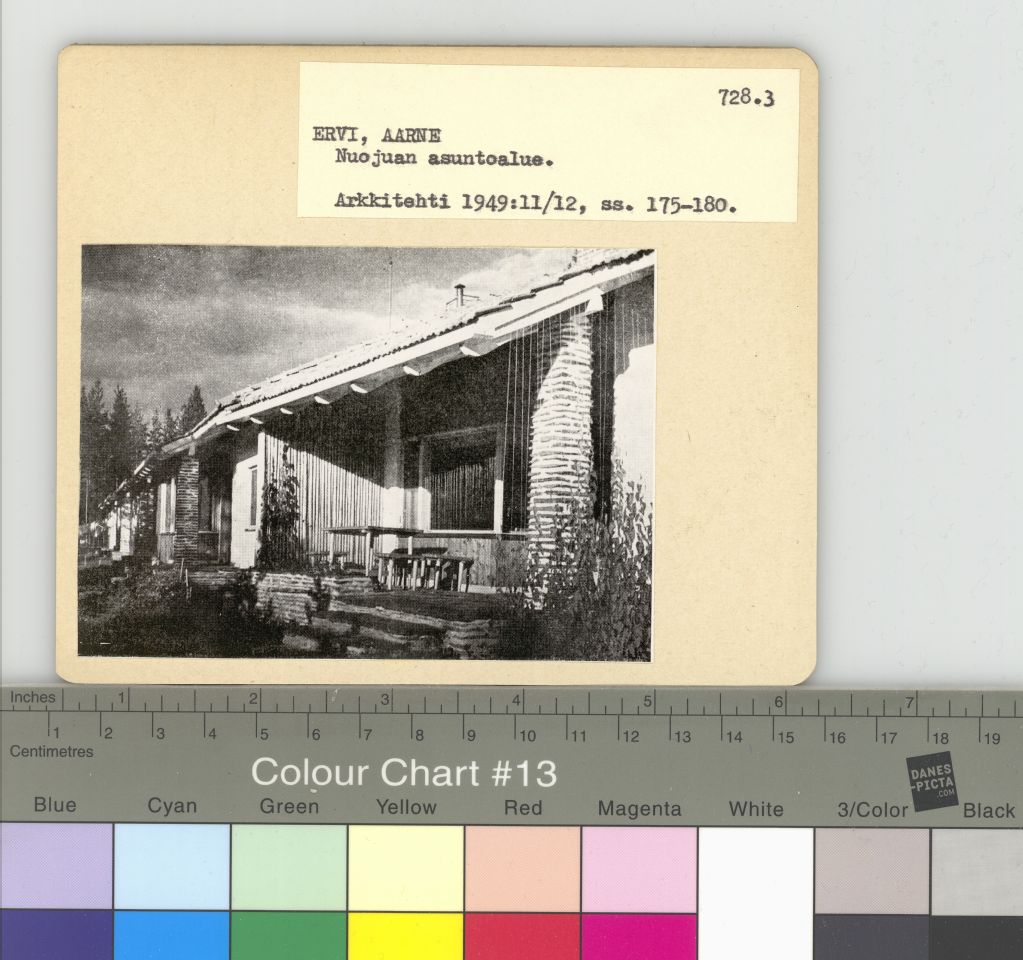 728.3
ERVI, AARNE
Nuojuan asuntoalue.
Arkkitehti 1949:11/12, ss. 175-180.
Inches 1 2 3 4 5 6 7
1 2 3 4 5 6 7 8 9 10 11 12 13 14 15 16 17 18 19
Centimetres
Colour Chart #13
DANES
-PICTA
.COM
Blue Cyan Green Yellow Red Magenta White 3/Color Black